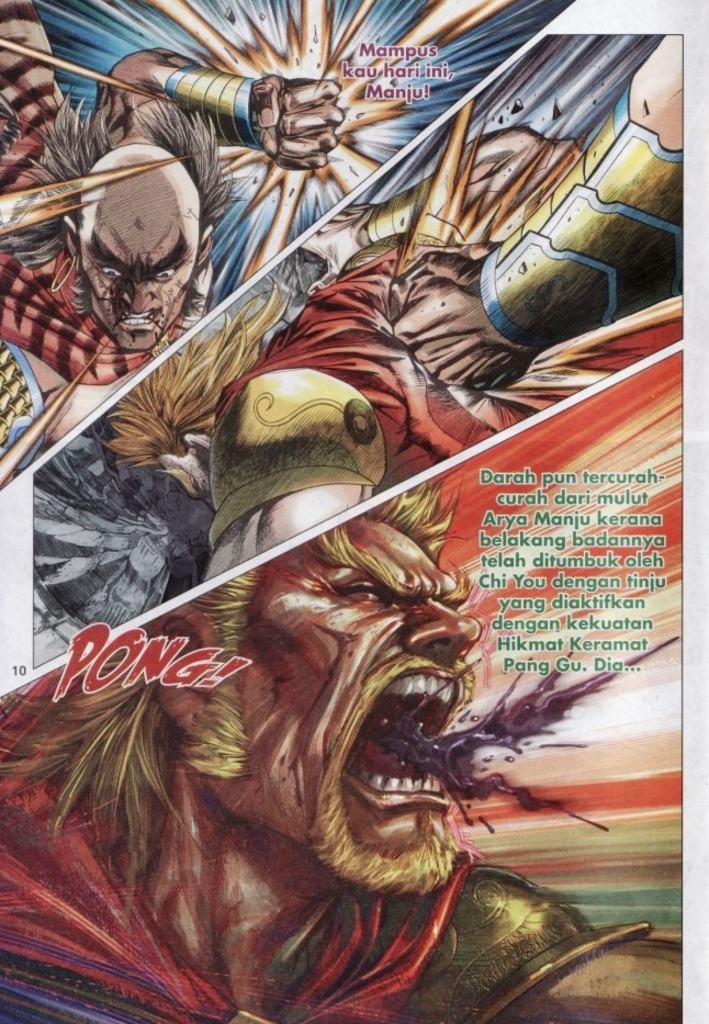 Mampus
kau hari ini,
Manju!
Darah pun tercurah-
curah dari mulut
Arya Manju kerana
belakang badannya
telah ditumbuk oleh
Chi You dengan tinju
yang diaktifkan
dengan kekuatan
Hikmat Keramat
Pang Gu. Dia...
PONG!!
10